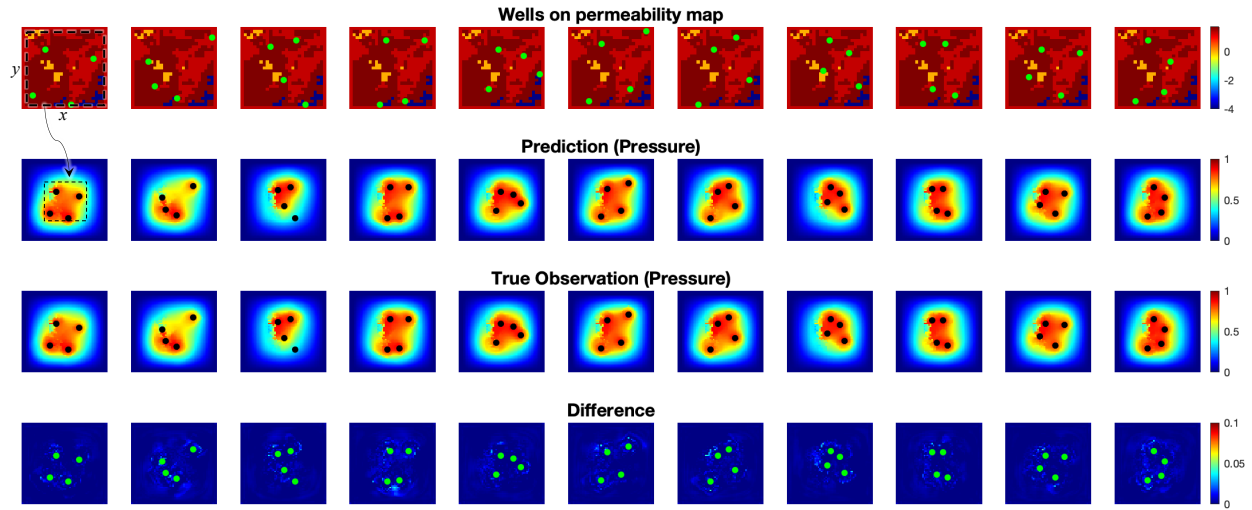 Wells on permeability map
y
x
0
-2
-4
Prediction (Pressure)
1
0.5
0
True Observation (Pressure)
1
0.5
0
Difference
0.1
0.05
0